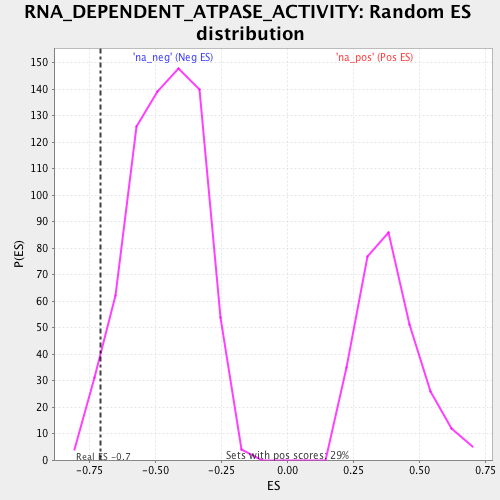 RNA_DEPENDENT_ATPASE_ACTIVITY: Random ES
distribution
'na_neg' (Neg ES)
'na_pos' (Pos ES)
150
140
130
120
110
100
90
80
70
60
50
40
30
20
10
0
P(ES)
Real ES -0.7
Sets with pos scores: 29%
-0.75
-0.50
-0.25
0.00
0.25
0.50
0.75
ES